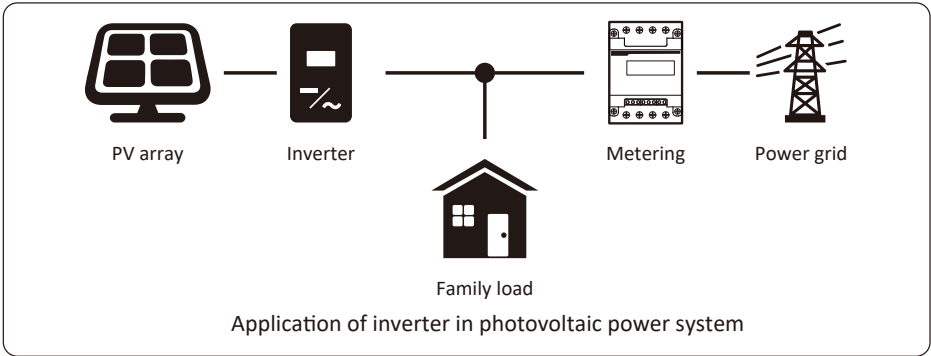 PV array
Inverter
Metering
Power grid
Family load
Application of inverter in photovoltaic power system